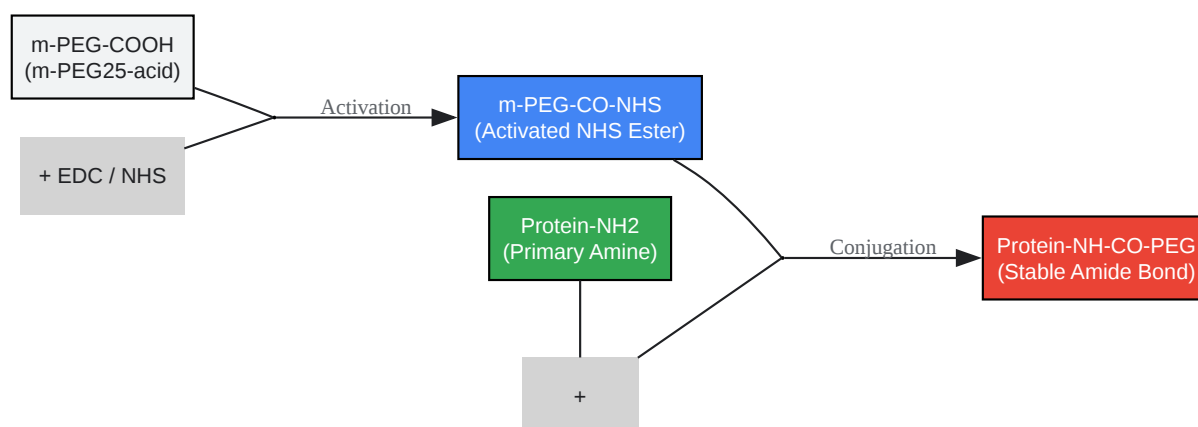 m-PEG-COOH
(m-PEG25-acid)
+ EDC / NHS
Activation
m-PEG-CO-NHS
(Activated NHS Ester)
Protein-NH2
(Primary Amine)
+
Conjugation
Protein-NH-CO-PEG
(Stable Amide Bond)